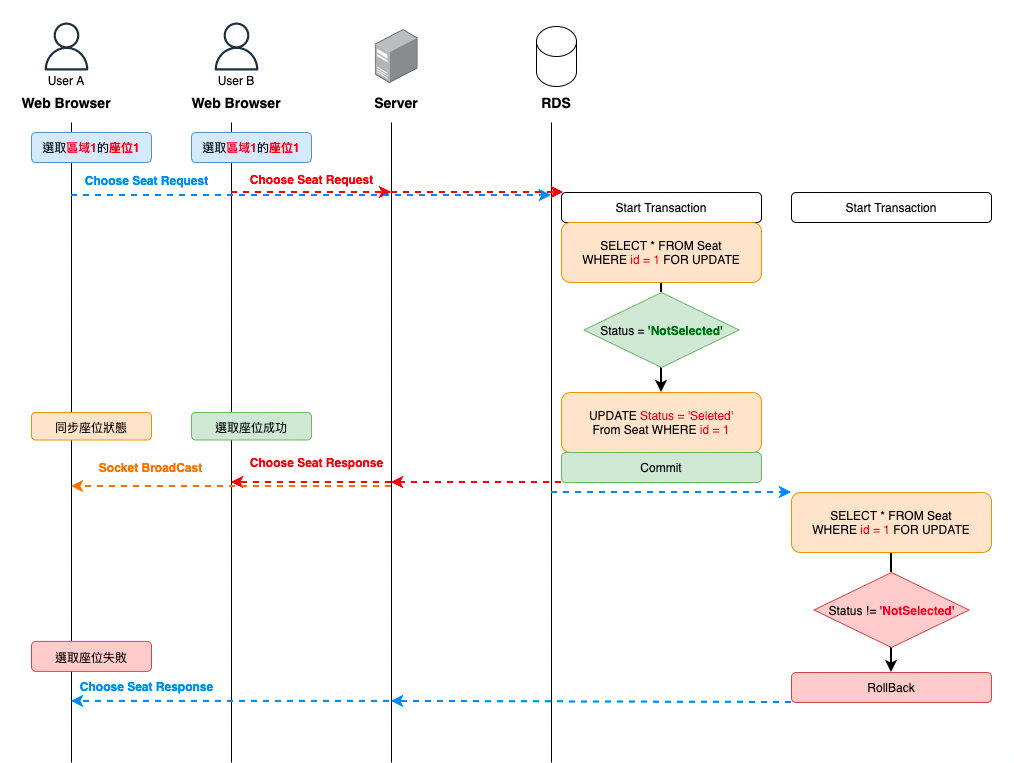 User A
User B
Web Browser
Web Browser
Server
RDS
選取區域1的座位1
選取區域1的座位1
Choose Seat Request
Choose Seat Request
Start Transaction
Start Transaction
SELECT * FROM Seat
WHERE id = 1 FOR UPDATE
Status = 'NotSelected'
UPDATE Status = 'Seleted'
From Seat WHERE id = 1
同步座位狀態
選取座位成功
Commit
Socket BroadCast
Choose Seat Response
SELECT * FROM Seat
WHERE id = 1 FOR UPDATE
Status != 'NotSelected'
選取座位失敗
Choose Seat Response
RollBack